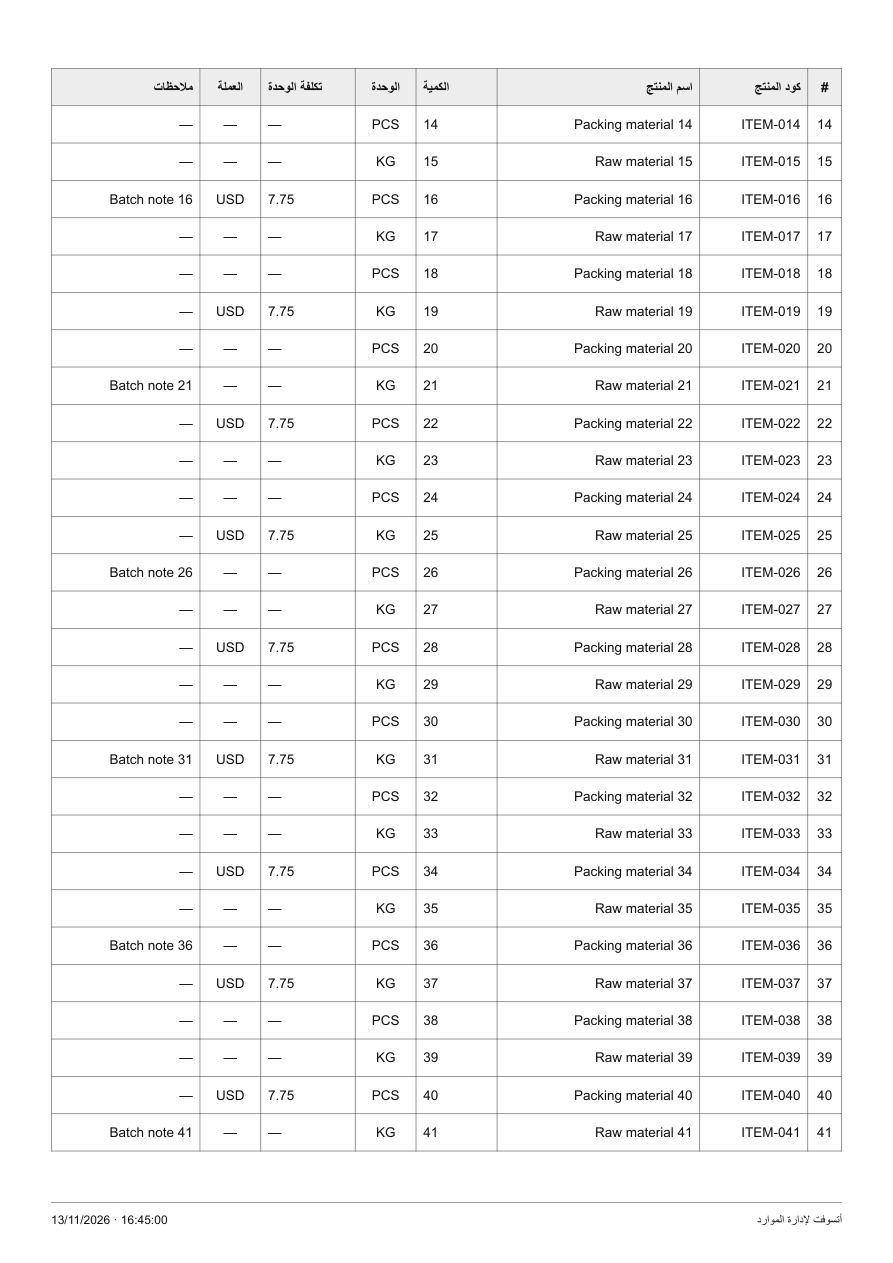 # كود المنتج اسم المنتج الكمية الوحدة تكلفة الوحدة العملة ملاحظات
14 ITEM-014 Packing material 14 14 PCS — — —
15 ITEM-015 Raw material 15 15 KG — — —
16 ITEM-016 Packing material 16 16 PCS 7.75 USD Batch note 16
17 ITEM-017 Raw material 17 17 KG — — —
18 ITEM-018 Packing material 18 18 PCS — — —
19 ITEM-019 Raw material 19 19 KG 7.75 USD —
20 ITEM-020 Packing material 20 20 PCS — — —
21 ITEM-021 Raw material 21 21 KG — — Batch note 21
22 ITEM-022 Packing material 22 22 PCS 7.75 USD —
23 ITEM-023 Raw material 23 23 KG — — —
24 ITEM-024 Packing material 24 24 PCS — — —
25 ITEM-025 Raw material 25 25 KG 7.75 USD —
26 ITEM-026 Packing material 26 26 PCS — — Batch note 26
27 ITEM-027 Raw material 27 27 KG — — —
28 ITEM-028 Packing material 28 28 PCS 7.75 USD —
29 ITEM-029 Raw material 29 29 KG — — —
30 ITEM-030 Packing material 30 30 PCS — — —
31 ITEM-031 Raw material 31 31 KG 7.75 USD Batch note 31
32 ITEM-032 Packing material 32 32 PCS — — —
33 ITEM-033 Raw material 33 33 KG — — —
34 ITEM-034 Packing material 34 34 PCS 7.75 USD —
35 ITEM-035 Raw material 35 35 KG — — —
36 ITEM-036 Packing material 36 36 PCS — — Batch note 36
37 ITEM-037 Raw material 37 37 KG 7.75 USD —
38 ITEM-038 Packing material 38 38 PCS — — —
39 ITEM-039 Raw material 39 39 KG — — —
40 ITEM-040 Packing material 40 40 PCS 7.75 USD —
41 ITEM-041 Raw material 41 41 KG — — Batch note 41
أتسوفت لإدارة الموارد 13/11/2026 · 16:45:00